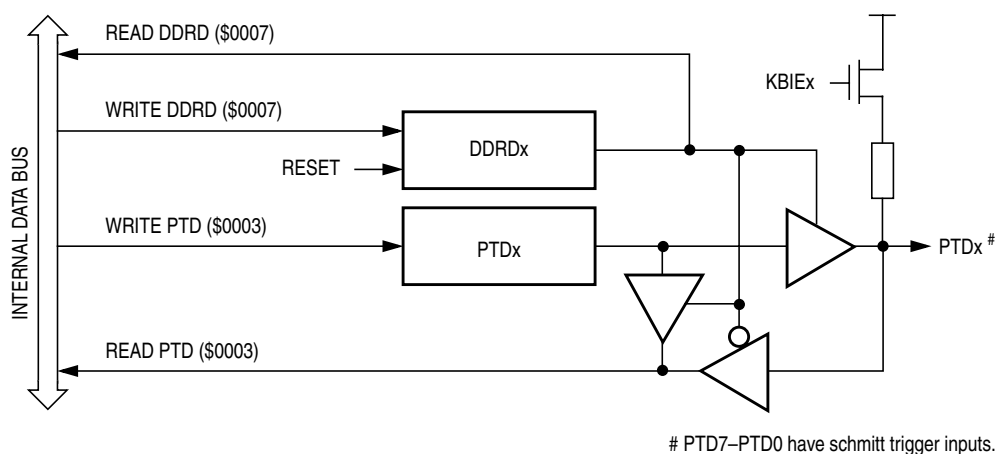 READ DDRD ($0007)
KBIEx
WRITE DDRD ($0007)
DDRDx
RESET
INTERNAL DATA BUS
WRITE PTD ($0003)
PTDx
PTDx #
READ PTD ($0003)
# PTD7–PTD0 have schmitt trigger inputs.